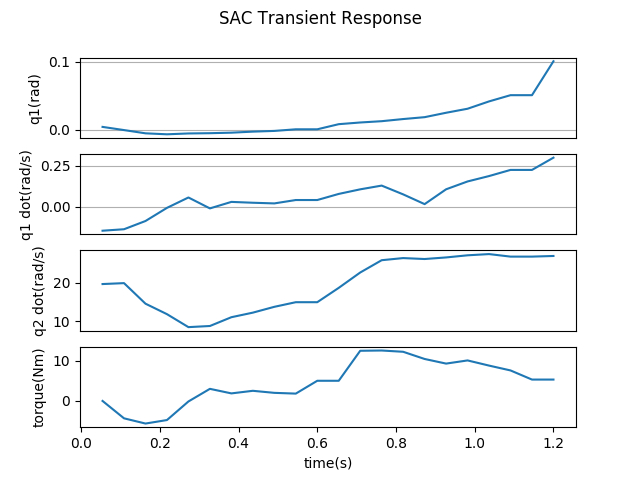 SAC Transient Response
q1(rad)
0.1
0.0
q1 dot(rad/s)
0.25
0.00
q2 dot(rad/s)
20
10
torque(Nm)
10
0
0.0 0.2 0.4 0.6 0.8 1.0 1.2
time(s)